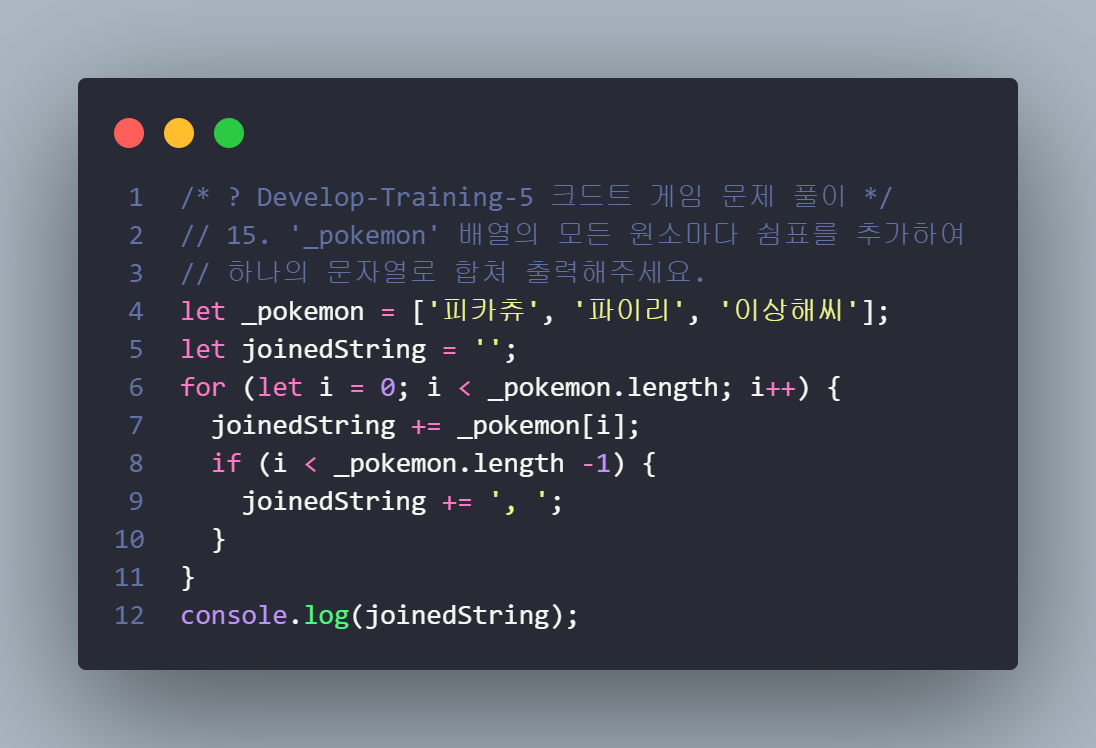 1 /* ? Develop-Training-5 크드트 게임 문제 풀이 */
2 // 15. '_pokemon' 배열의 모든 원소마다 쉼표를 추가하여
3 // 하나의 문자열로 합쳐 출력해주세요.
4 let _pokemon = ['피카츄', '파이리', '이상해씨'];
5 let joinedString = '';
6 for (let i = 0; i < _pokemon.length; i++) {
7   joinedString += _pokemon[i];
8   if (i < _pokemon.length -1) {
9     joinedString += ', ';
10   }
11 }
12 console.log(joinedString);